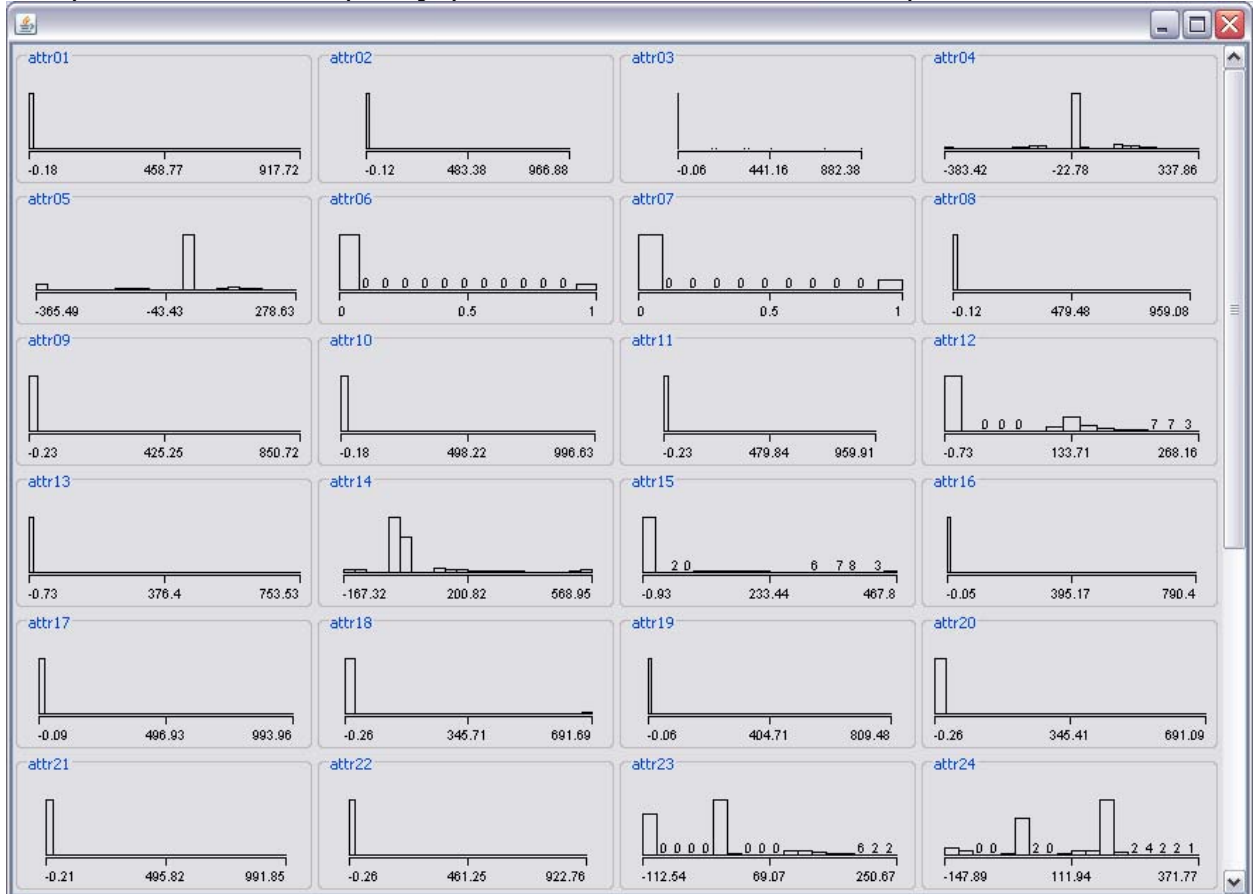 attr01 attr02 attr03 attr04
-0.18 458.77 917.72 -0.12 483.38 966.88 -0.06 441.16 882.38 -383.42 -22.78 337.86
attr05 attr06 attr07 attr08
0 0 0 0 0 0 0 0 0 0 0 0 0 0 0 0 0 0 0 0
-365.49 -43.43 278.63 0 0.5 1 0 0.5 1 -0.12 479.48 959.08
attr09 attr10 attr11 attr12
0 0 0 7 7 3
-0.23 425.25 850.72 -0.18 498.22 996.63 -0.23 479.84 959.91 -0.73 133.71 268.16
attr13 attr14 attr15 attr16
2 0 6 7 8 3
-0.73 376.4 753.53 -167.32 200.82 568.95 -0.93 233.44 467.8 -0.05 395.17 790.4
attr17 attr18 attr19 attr20
-0.09 496.93 993.96 -0.26 345.71 691.69 -0.06 404.71 809.48 -0.26 345.41 691.09
attr21 attr22 attr23 attr24
0 0 0 0 0 0 0 6 2 2 0 0 2 0 2 4 2 2 1
-0.21 495.82 991.85 -0.26 461.25 922.76 -112.54 69.07 250.67 -147.89 111.94 371.77